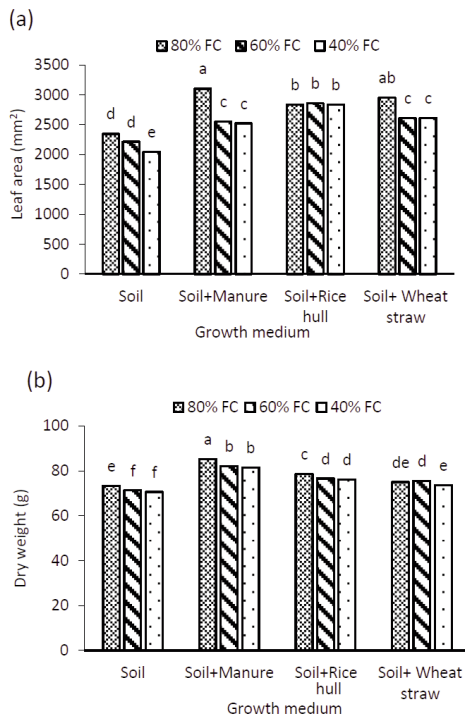 (a)
80% FC 60% FC 40% FC
Leaf area (mm²)
3500
3000
2500
2000
1500
1000
500
0
d d e a c c b b b ab c c
Soil Soil+Manure Soil+Rice hull Soil+ Wheat straw
Growth medium
(b)
80% FC 60% FC 40% FC
Dry weight (g)
100
80
60
40
20
0
e f f a b b c d d de d e
Soil Soil+Manure Soil+Rice hull Soil+ Wheat straw
Growth medium